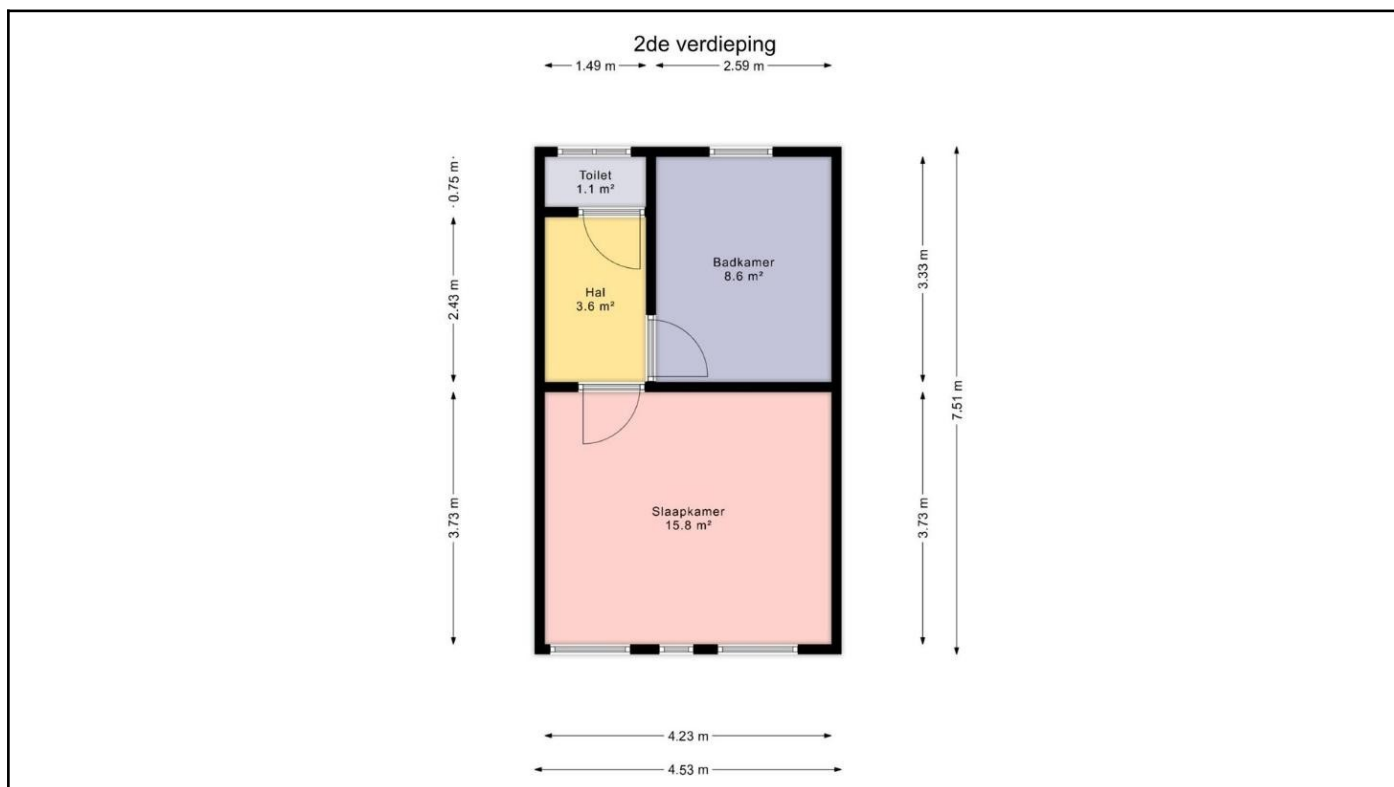 2de verdieping
1.49 m
2.59 m
0.75 m
Toilet
1.1 m²
Badkamer
8.6 m²
3.33 m
2.43 m
Hal
3.6 m²
7.51 m
3.73 m
Slaapkamer
15.8 m²
3.73 m
4.23 m
4.53 m